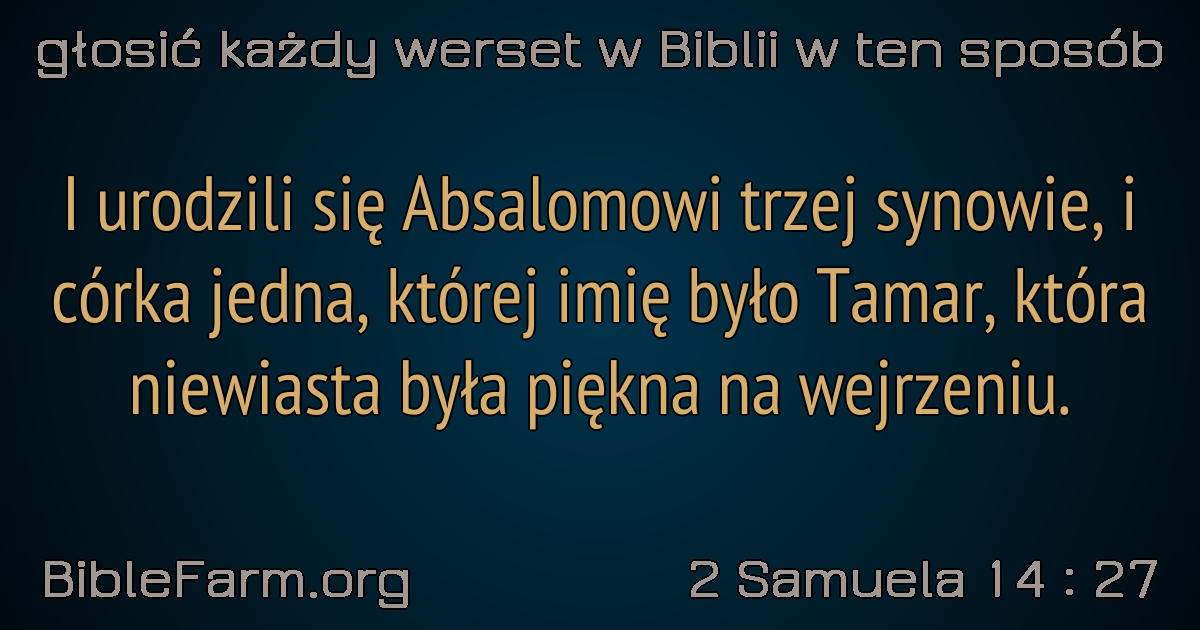 głosić każdy werset w Biblii w ten sposób
I urodzili się Absalomowi trzej synowie, i
córka jedna, której imię było Tamar, która
niewiasta była piękna na wejrzeniu.
BibleFarm.org
2 Samuela 14 : 27